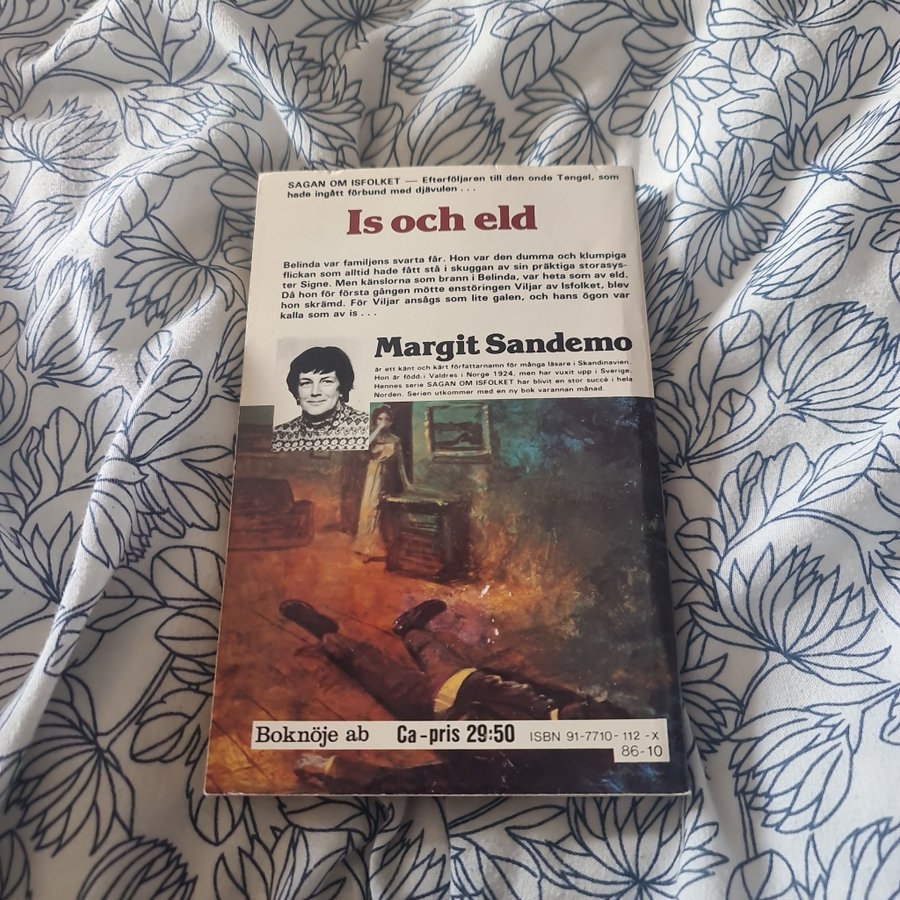 SAGAN OM ISFOLKET — Efterföljaren till den onde Tengel, som
hade ingått förbund med djävulen . . .
Is och eld
Belinda var familjens svarta får. Hon var den dumma och klumpiga
flickan som alltid hade fått stå i skuggan av sin präktiga storasys-
ter Signe. Men känslorna som brann i Belinda, var heta som av eld.
Då hon för första gången mötte enstöringen Viljar av Isfolket, blev
hon skrämd. För Viljar ansågs som lite galen, och hans ögon var
kalla som av is . . .
Margit Sandemo
är ett känt och kärt författarnamn för många läsare i Skandinavien.
Hon är född i Valdres i Norge 1924, men har vuxit upp i Sverige.
Hennes serie SAGAN OM ISFOLKET har blivit en stor succé i hela
Norden. Serien utkommer med en ny bok varannan månad.
Boknöje ab Ca-pris 29:50 ISBN 91-7710-112-X
86-10